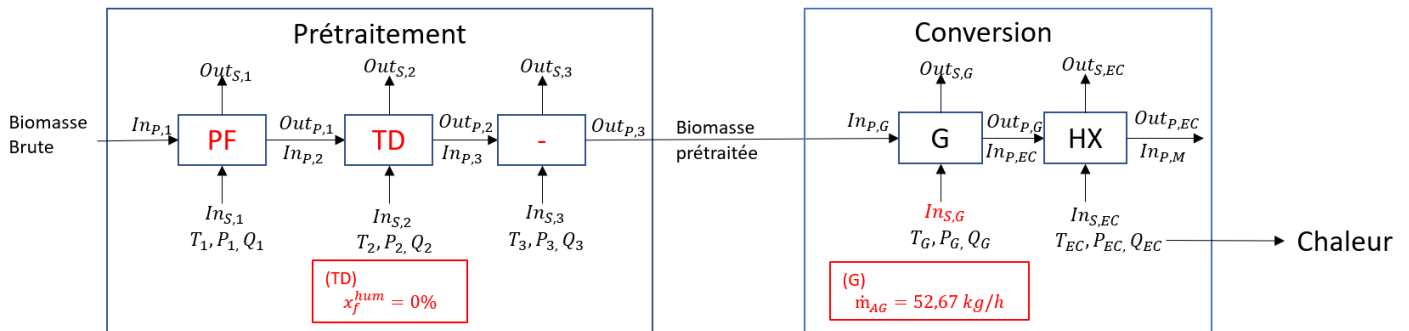 Prétraitement
Conversion
Out_{S,1}
Out_{S,2}
Out_{S,3}
Out_{S,G}
Out_{S,EC}
Biomasse
Brute
In_{P,1}
PF
Out_{P,1}
In_{P,2}
TD
Out_{P,2}
In_{P,3}
-
Out_{P,3}
Biomasse
prétraitée
In_{P,G}
G
Out_{P,G}
In_{P,EC}
HX
Out_{P,EC}
In_{P,M}
In_{S,1}
T_1, P_1, Q_1
In_{S,2}
T_2, P_2, Q_2
In_{S,3}
T_3, P_3, Q_3
In_{S,G}
T_G, P_G, Q_G
In_{S,EC}
T_{EC}, P_{EC}, Q_{EC}
Chaleur
(TD)
x_f^{hum} = 0%
(G)
ṁ_{AG} = 52,67 kg/h